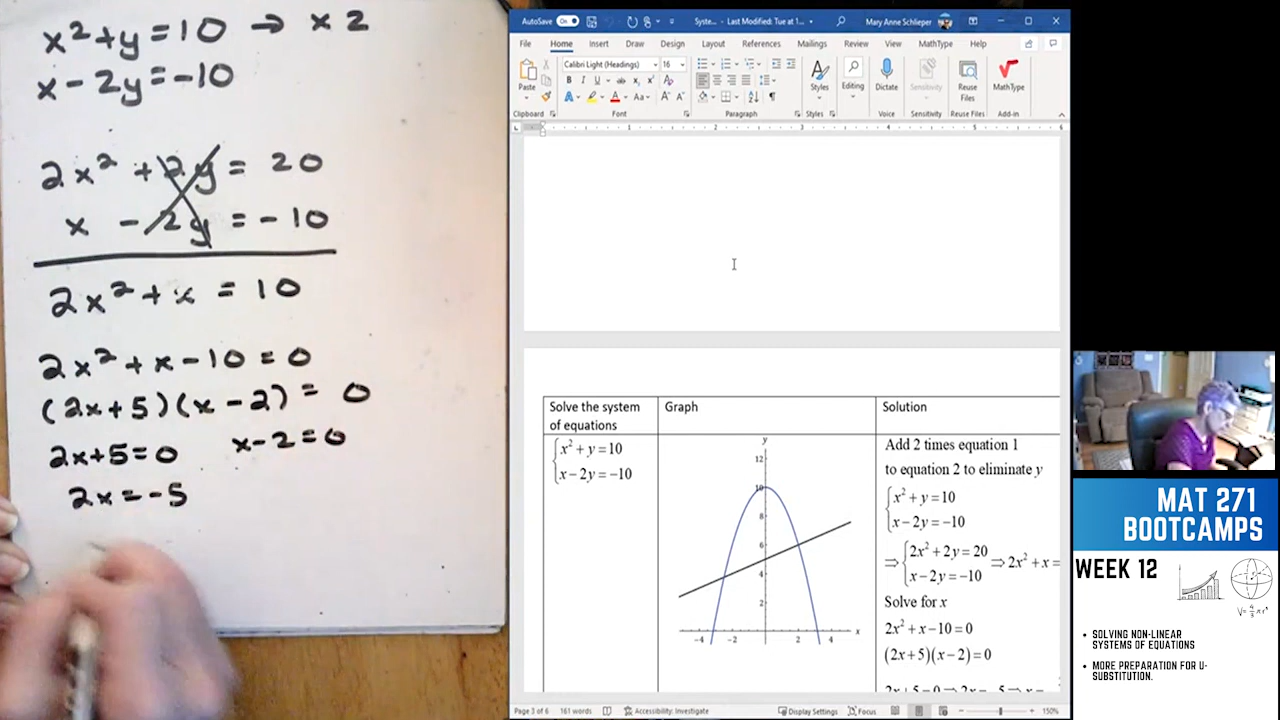 x²+y=10 → x 2
x-2y=-10
2x²+2y=20
x-2y=-10
2x²+x=10
2x²+x-10=0
(2x+5)(x-2)=0
2x+5=0 x-2=0
2x=-5
AutoSave On Syste... - Last Modified: Tue at 1... Mary Anne Schlieper
File Home Insert Draw Design Layout References Mailings Review View MathType Help
Calibri Light (Headings) 16
Paste Styles Editing Dictate Sensitivity Reuse Files MathType
Clipboard Font Paragraph Styles Voice Sensitivity Reuse Files Add-in
1 2 3 4 5 6
Solve the system of equations
Graph
Solution
x²+y=10
x-2y=-10
y
12
10
8
6
4
2
-4 -2 2 4 x
Add 2 times equation 1
to equation 2 to eliminate y
x²+y=10
x-2y=-10
⇒ 2x²+2y=20
x-2y=-10 ⇒ 2x²+x=
Solve for x
2x²+x-10=0
(2x+5)(x-2)=0
Page 3 of 6 161 words Accessibility: Investigate Display Settings Focus 150%
MAT 271
BOOTCAMPS
WEEK 12
• SOLVING NON-LINEAR
SYSTEMS OF EQUATIONS
• MORE PREPARATION FOR U-
SUBSTITUTION.